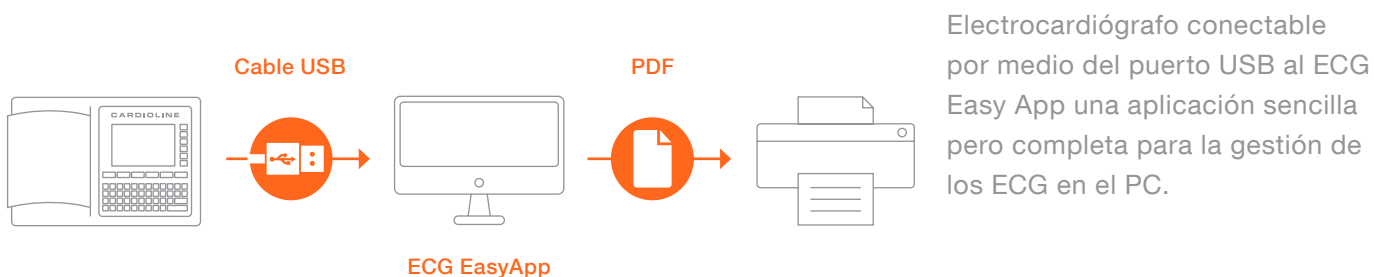 Cable USB
PDF
CARDIOLINE
ECG EasyApp
Electrocardiógrafo conectable
por medio del puerto USB al ECG
Easy App una aplicación sencilla
pero completa para la gestión de
los ECG en el PC.